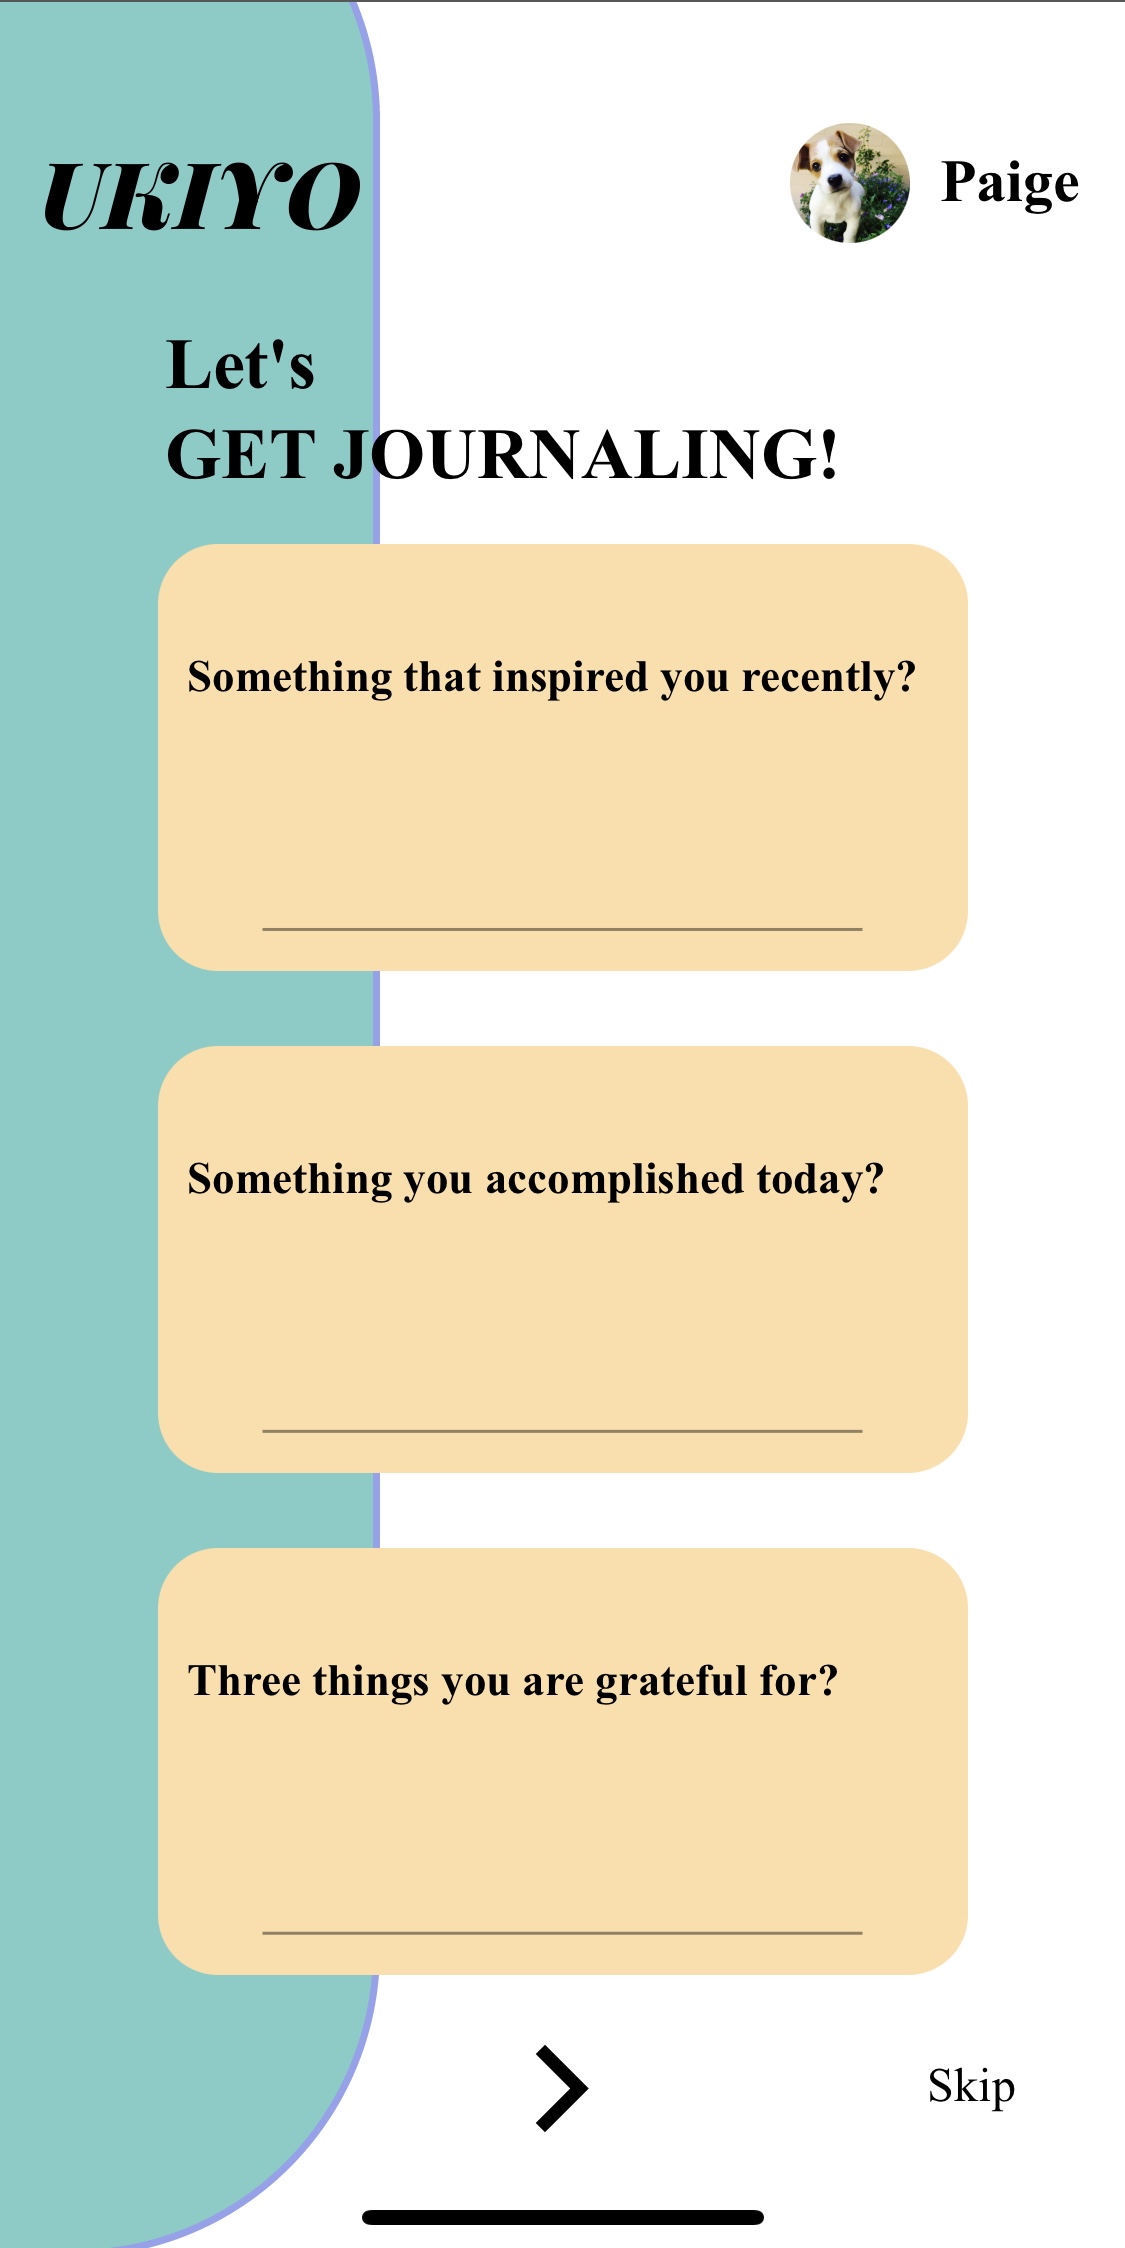 UKIYO
Paige
Let's
GET JOURNALING!
Something that inspired you recently?
Something you accomplished today?
Three things you are grateful for?
Skip